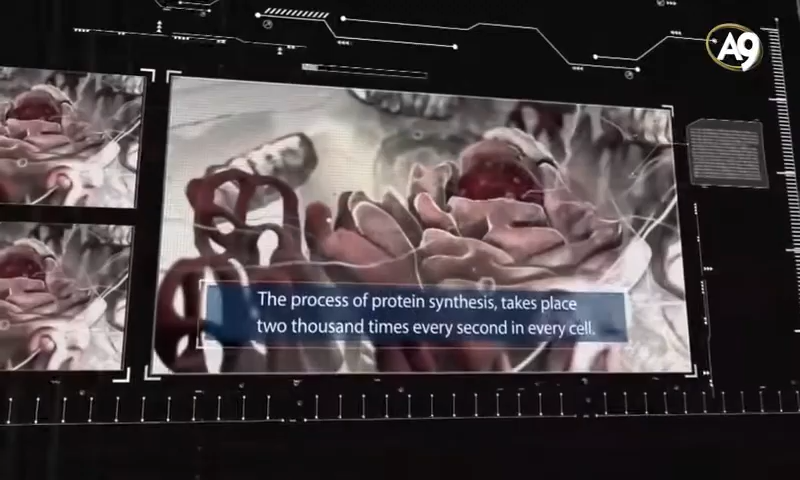 A9
The process of protein synthesis, takes place
two thousand times every second in every cell.